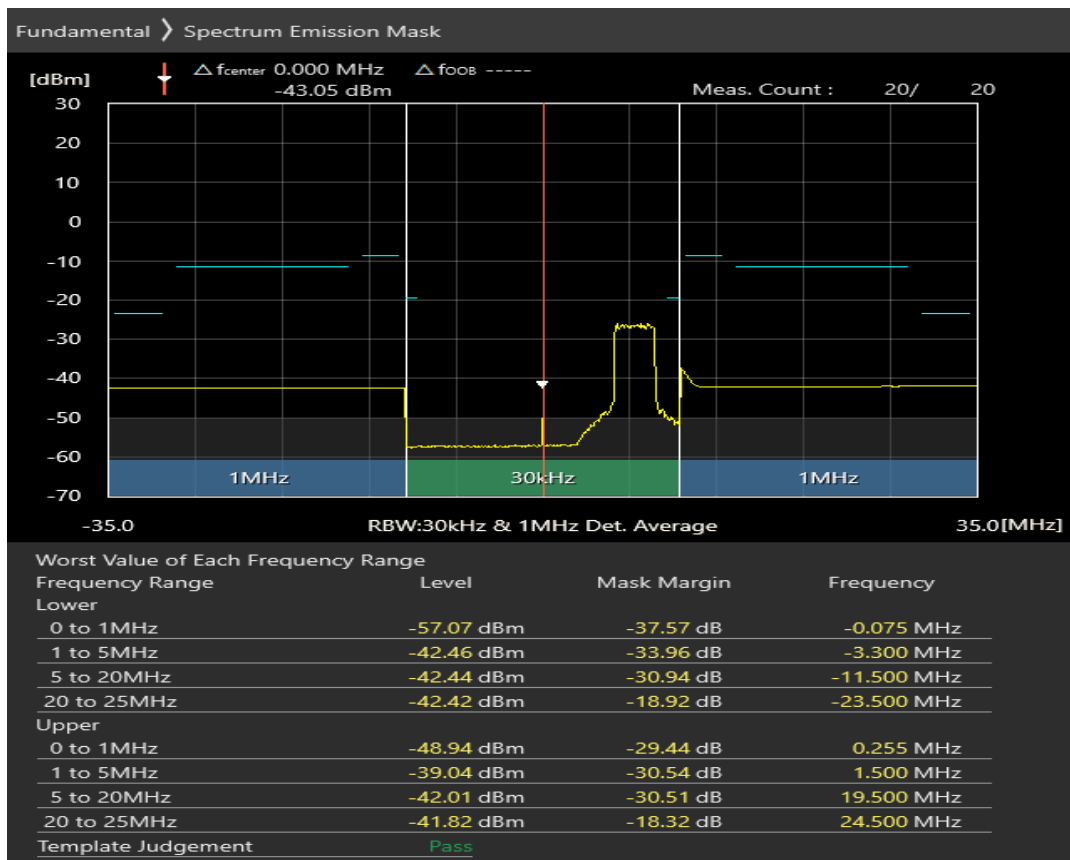 Fundamental ❯ Spectrum Emission Mask
[dBm] △ fcenter 0.000 MHz △ fOOB -----
-43.05 dBm Meas. Count : 20/ 20
30
20
10
0
-10
-20
-30
-40
-50
-60
1MHz 30kHz 1MHz
-70
-35.0 RBW:30kHz & 1MHz Det. Average 35.0[MHz]
Worst Value of Each Frequency Range
Frequency Range Level Mask Margin Frequency
Lower
0 to 1MHz -57.07 dBm -37.57 dB -0.075 MHz
1 to 5MHz -42.46 dBm -33.96 dB -3.300 MHz
5 to 20MHz -42.44 dBm -30.94 dB -11.500 MHz
20 to 25MHz -42.42 dBm -18.92 dB -23.500 MHz
Upper
0 to 1MHz -48.94 dBm -29.44 dB 0.255 MHz
1 to 5MHz -39.04 dBm -30.54 dB 1.500 MHz
5 to 20MHz -42.01 dBm -30.51 dB 19.500 MHz
20 to 25MHz -41.82 dBm -18.32 dB 24.500 MHz
Template Judgement Pass